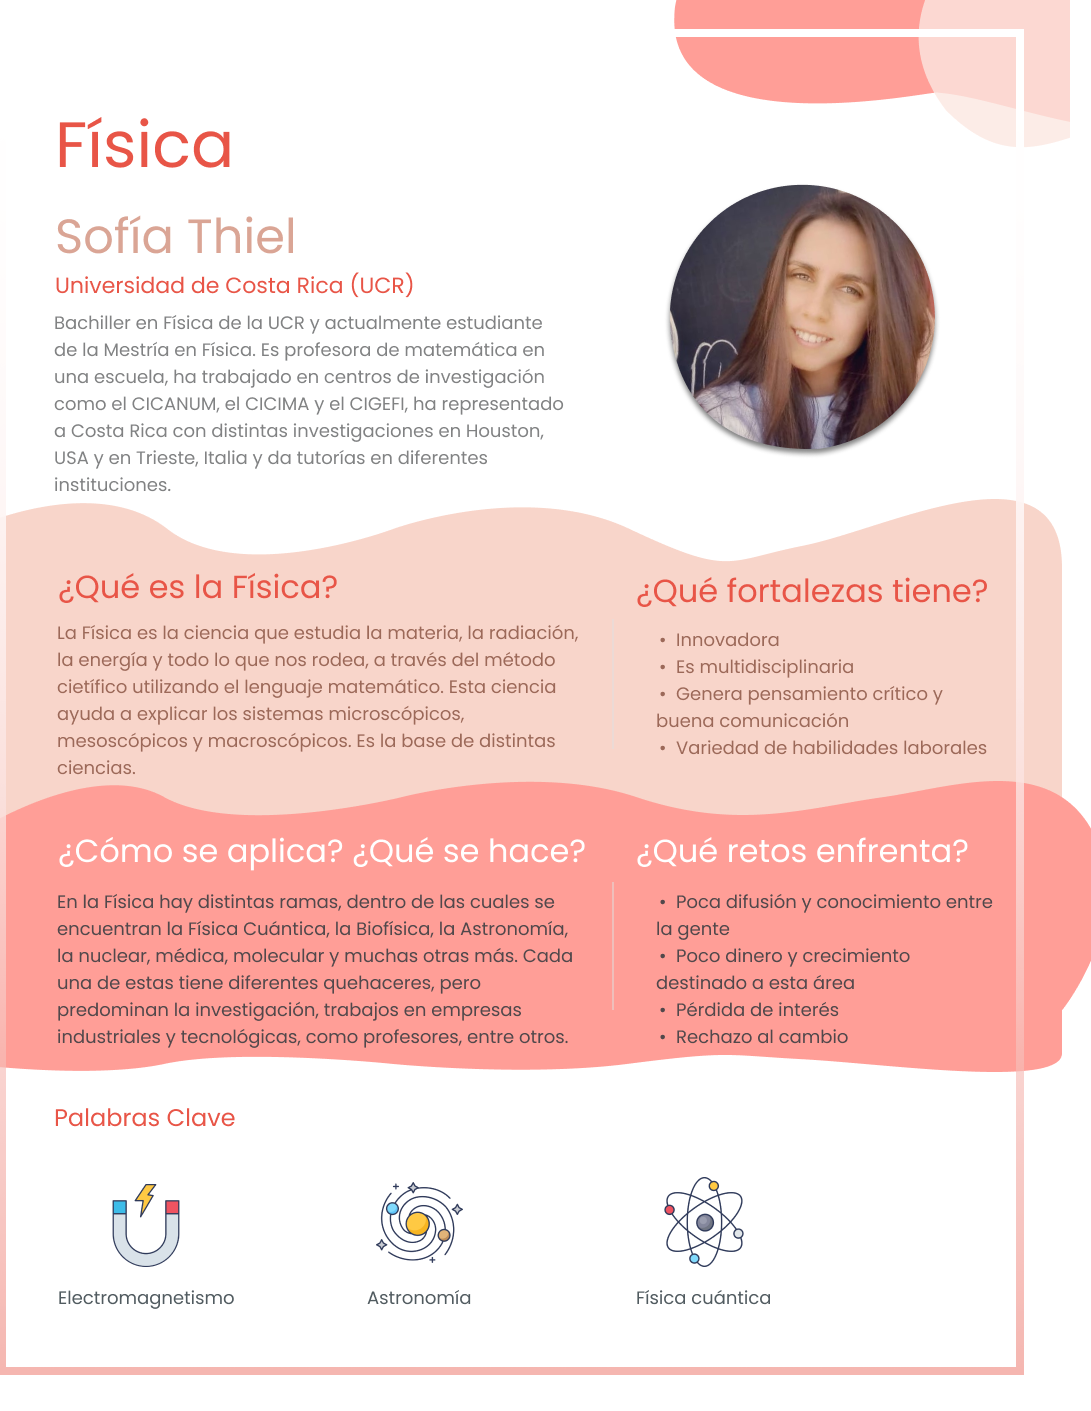 Física
Sofía Thiel
Universidad de Costa Rica (UCR)
Bachiller en Física de la UCR y actualmente estudiante
de la Mestría en Física. Es profesora de matemática en
una escuela, ha trabajado en centros de investigación
como el CICANUM, el CICIMA y el CIGEFI, ha representado
a Costa Rica con distintas investigaciones en Houston,
USA y en Trieste, Italia y da tutorías en diferentes
instituciones.
¿Qué es la Física?
La Física es la ciencia que estudia la materia, la radiación,
la energía y todo lo que nos rodea, a través del método
cietífico utilizando el lenguaje matemático. Esta ciencia
ayuda a explicar los sistemas microscópicos,
mesoscópicos y macroscópicos. Es la base de distintas
ciencias.
¿Qué fortalezas tiene?
• Innovadora
• Es multidisciplinaria
• Genera pensamiento crítico y
buena comunicación
• Variedad de habilidades laborales
¿Cómo se aplica? ¿Qué se hace?
En la Física hay distintas ramas, dentro de las cuales se
encuentran la Física Cuántica, la Biofísica, la Astronomía,
la nuclear, médica, molecular y muchas otras más. Cada
una de estas tiene diferentes quehaceres, pero
predominan la investigación, trabajos en empresas
industriales y tecnológicas, como profesores, entre otros.
¿Qué retos enfrenta?
• Poca difusión y conocimiento entre
la gente
• Poco dinero y crecimiento
destinado a esta área
• Pérdida de interés
• Rechazo al cambio
Palabras Clave
Electromagnetismo
Astronomía
Física cuántica